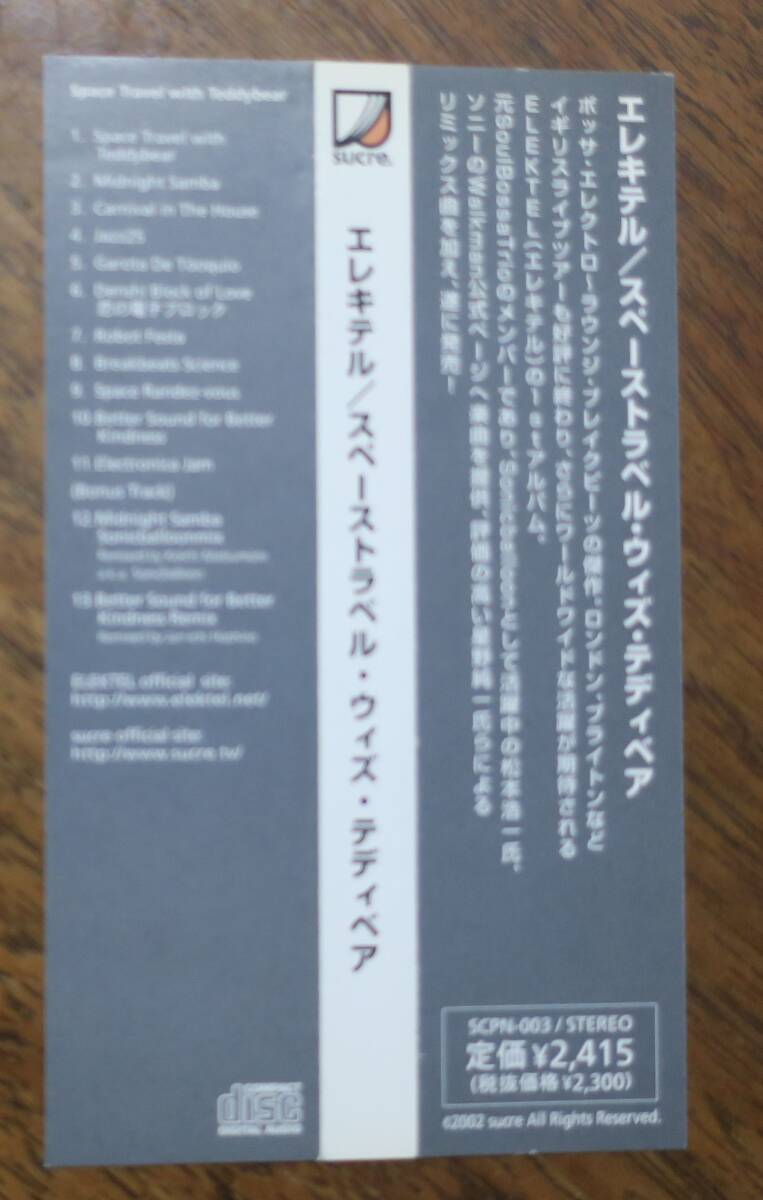 Space Travel with Teddybear
1. Space Travel with
Teddybear
2. Midnight Samba
3. Carnival in The House
4. Jazz25
5. Garota De Tooquio
6. Denshi Block of Love
恋の電子ブロック
7. Robot Festa
8. Breakbeats Science
9. Space Rendez-vous
10. Better Sound for Better
Kindness
11. Electronica Jam
(Bonus Track)
12. Midnight Samba
Sonicballoonmix
13. Better Sound for Better
Kindness Remix
ELEKTEL official site:
http://www.elektel.net/
sucre official site:
http://www.sucre.tv/
COMPACT
disc
DIGITAL AUDIO
sucre.
エレキテル/スペーストラベル・ウィズ・テディベア
エレキテル/スペーストラベル・ウィズ・テディベア
ボッサ・エレクトロ〜ラウンジ・ブレイクビーツの傑作。ロンドン、ブライトンなど
イギリスライブツアーも好評に終わり、さらにワールドワイドな活躍が期待される
ELEKTEL(エレキテル)の1stアルバム。
元SoulBossaTrioのメンバーであり、Sonicballoonとして活躍中の松本浩一氏、
ソニーのWalkman公式ページへ楽曲を提供、評価の高い星野純一氏らによる
リミックス曲を加え、遂に発売!
SCPN-003 / STEREO
定価¥2,415
(税抜価格¥2,300)
©2002 sucre All Rights Reserved.